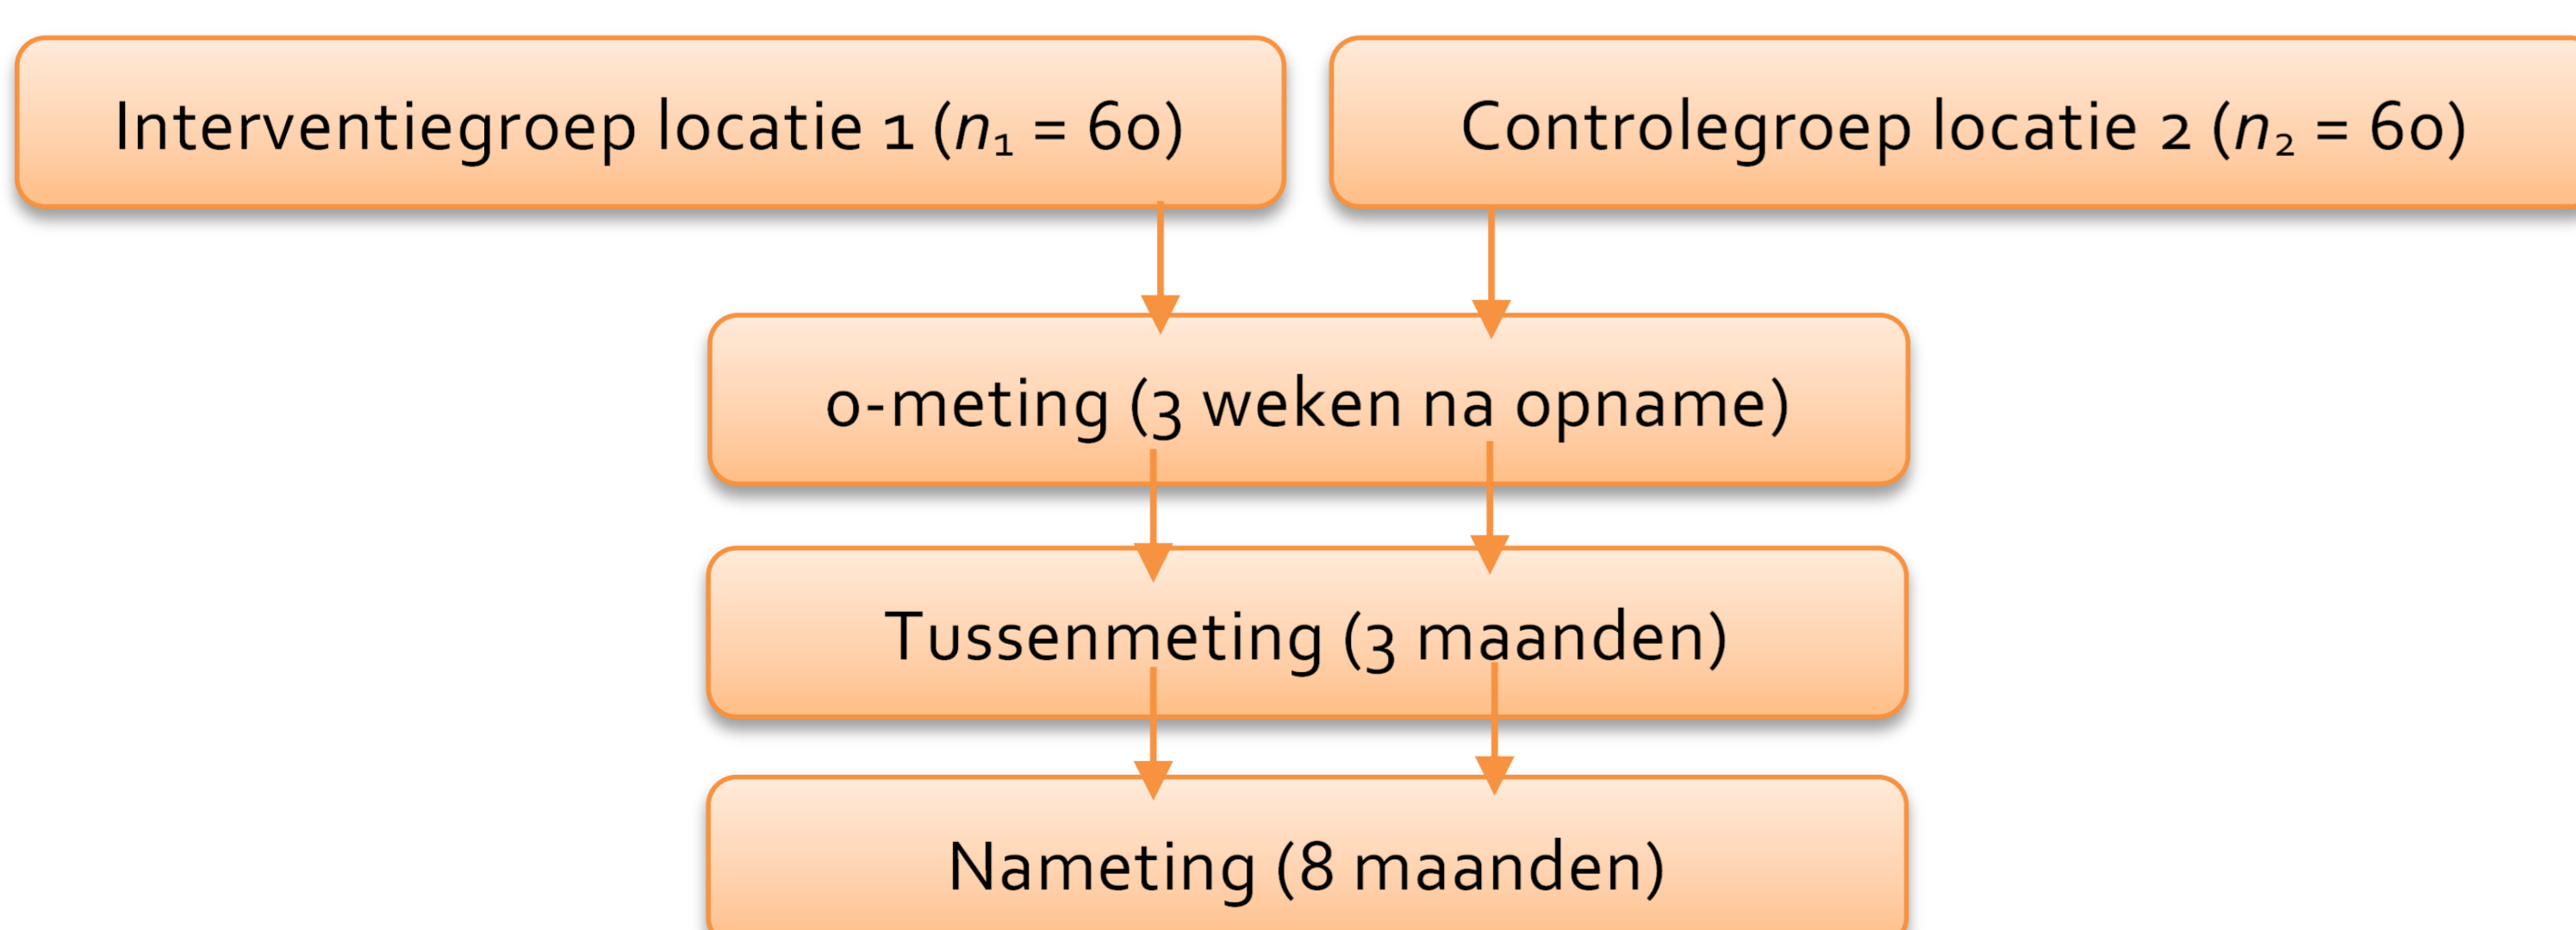 Interventiegroep locatie 1 (n₁ = 60)
Controlegroep locatie 2 (n₂ = 60)
0-meting (3 weken na opname)
Tussenmeting (3 maanden)
Nameting (8 maanden)